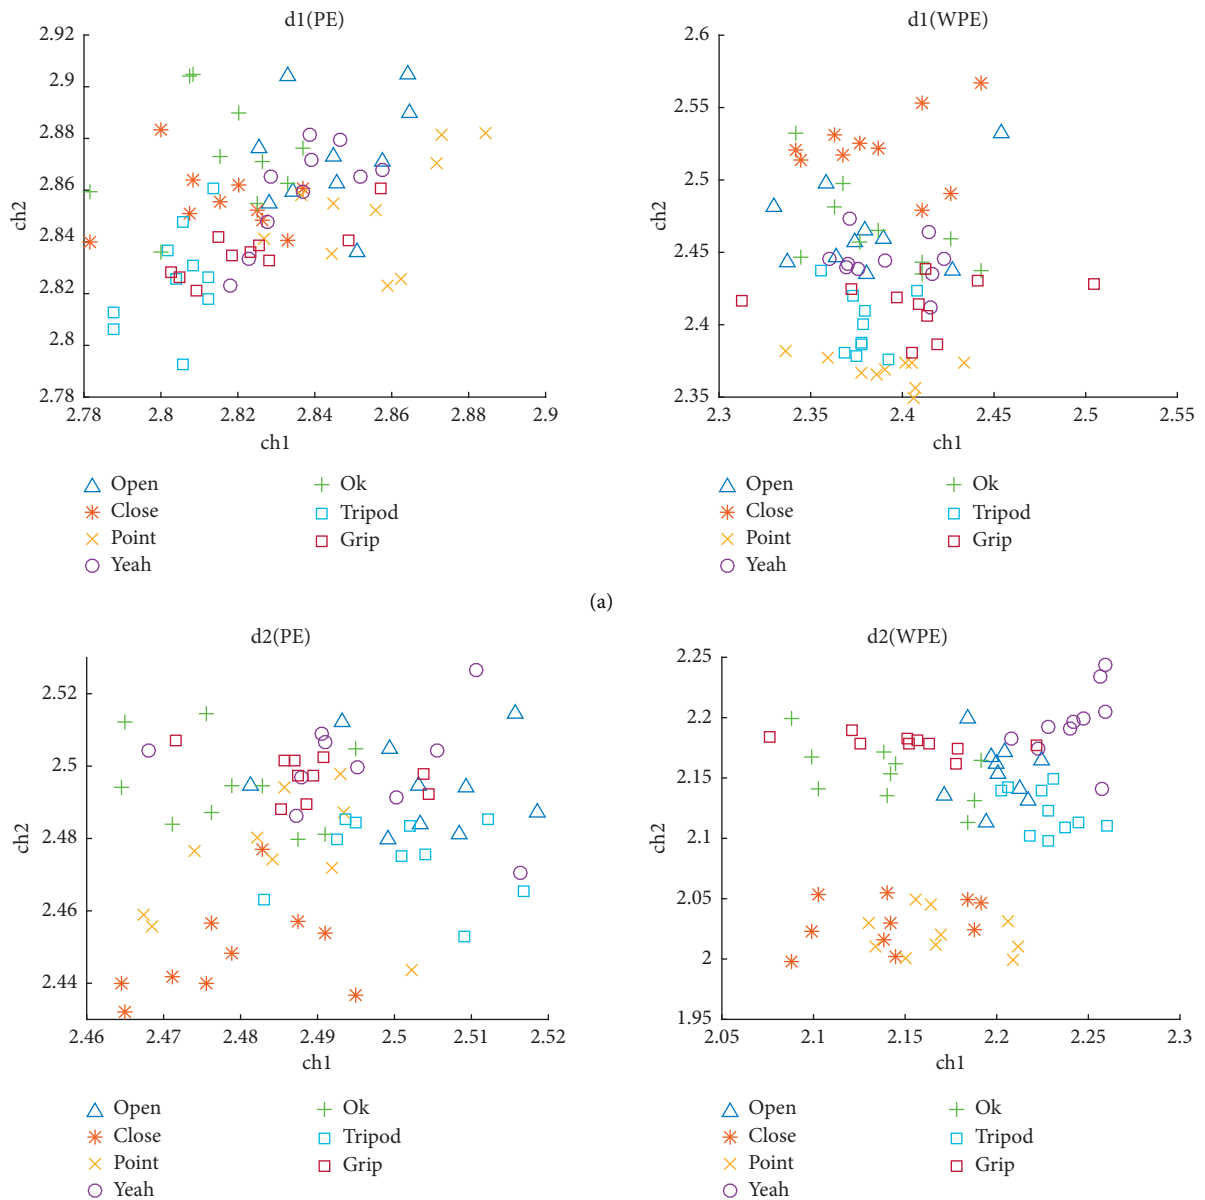 d1(PE)
2.92
2.9
2.88
2.86
2.84
2.82
2.8
2.78
ch2
2.78 2.8 2.82 2.84 2.86 2.88 2.9
ch1
Open
Close
Point
Yeah
Ok
Tripod
Grip
d1(WPE)
2.6
2.55
2.5
2.45
2.4
2.35
ch2
2.3 2.35 2.4 2.45 2.5 2.55
ch1
Open
Close
Point
Yeah
Ok
Tripod
Grip
(a)
d2(PE)
2.52
2.5
2.48
2.46
2.44
ch2
2.46 2.47 2.48 2.49 2.5 2.51 2.52
ch1
Open
Close
Point
Yeah
Ok
Tripod
Grip
d2(WPE)
2.25
2.2
2.15
2.1
2.05
2
1.95
ch2
2.05 2.1 2.15 2.2 2.25 2.3
ch1
Open
Close
Point
Yeah
Ok
Tripod
Grip